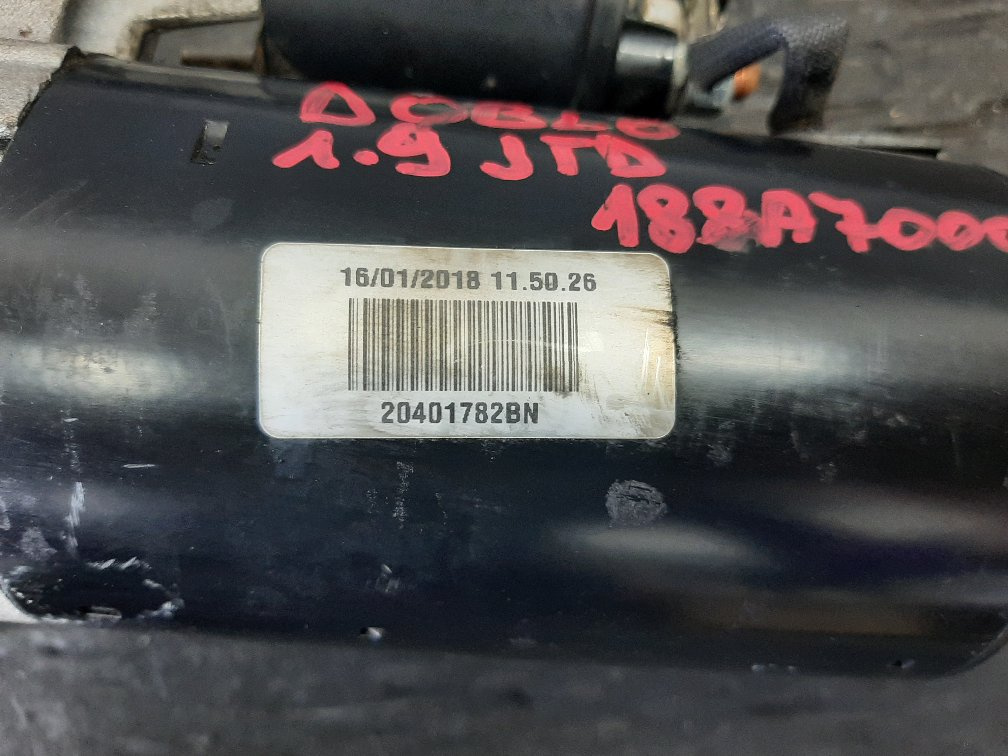 DOBLO
1.9 JTD
188A7000
16/01/2018 11.50.26
20401782BN